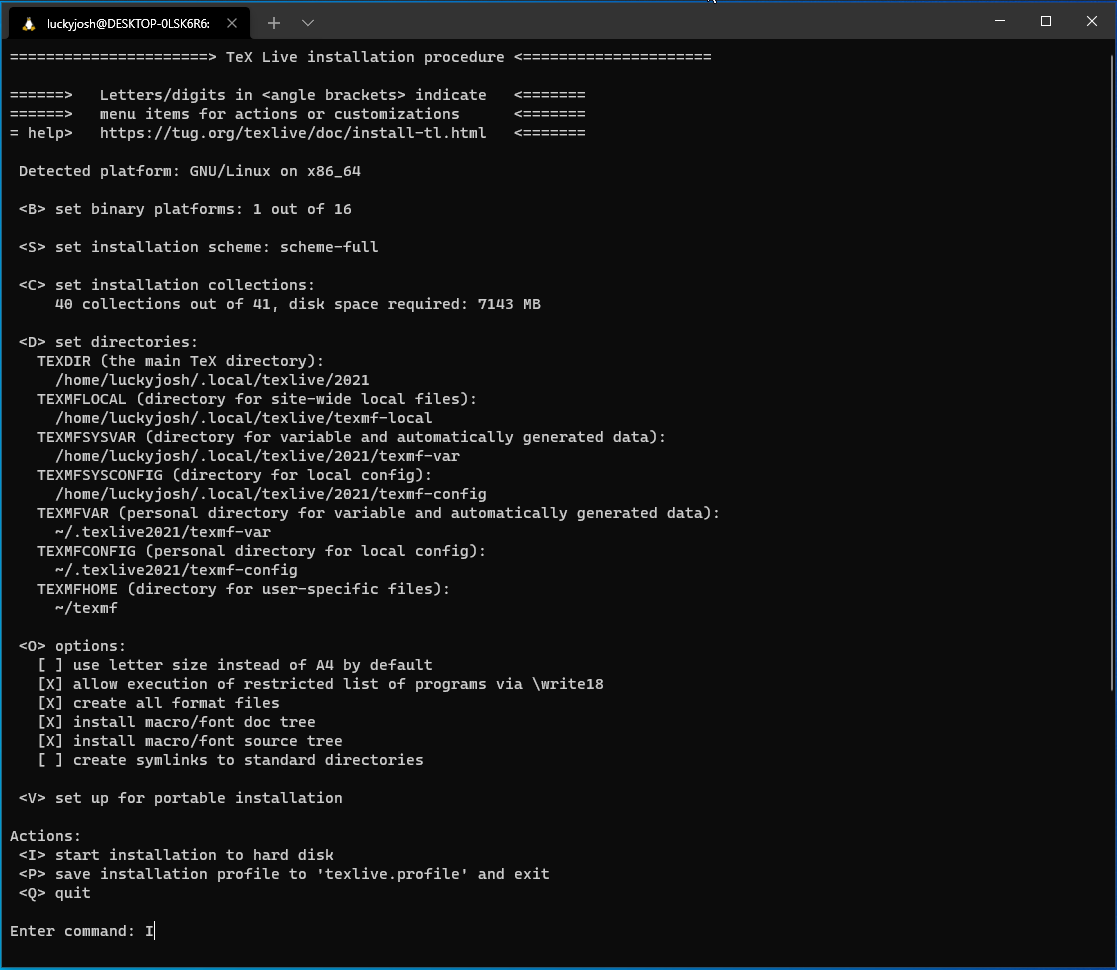 luckyjosh@DESKTOP-0LSK6R6:
======================> TeX Live installation procedure <=====================
======>   Letters/digits in <angle brackets> indicate   <=======
======>   menu items for actions or customizations      <=======
= help>   https://tug.org/texlive/doc/install-tl.html   <=======
Detected platform: GNU/Linux on x86_64
<B> set binary platforms: 1 out of 16
<S> set installation scheme: scheme-full
<C> set installation collections:
40 collections out of 41, disk space required: 7143 MB
<D> set directories:
TEXDIR (the main TeX directory):
/home/luckyjosh/.local/texlive/2021
TEXMFLOCAL (directory for site-wide local files):
/home/luckyjosh/.local/texlive/texmf-local
TEXMFSYSVAR (directory for variable and automatically generated data):
/home/luckyjosh/.local/texlive/2021/texmf-var
TEXMFSYSCONFIG (directory for local config):
/home/luckyjosh/.local/texlive/2021/texmf-config
TEXMFVAR (personal directory for variable and automatically generated data):
~/.texlive2021/texmf-var
TEXMFCONFIG (personal directory for local config):
~/.texlive2021/texmf-config
TEXMFHOME (directory for user-specific files):
~/texmf
<O> options:
[ ] use letter size instead of A4 by default
[X] allow execution of restricted list of programs via \write18
[X] create all format files
[X] install macro/font doc tree
[X] install macro/font source tree
[ ] create symlinks to standard directories
<V> set up for portable installation
Actions:
<I> start installation to hard disk
<P> save installation profile to 'texlive.profile' and exit
<Q> quit
Enter command: I